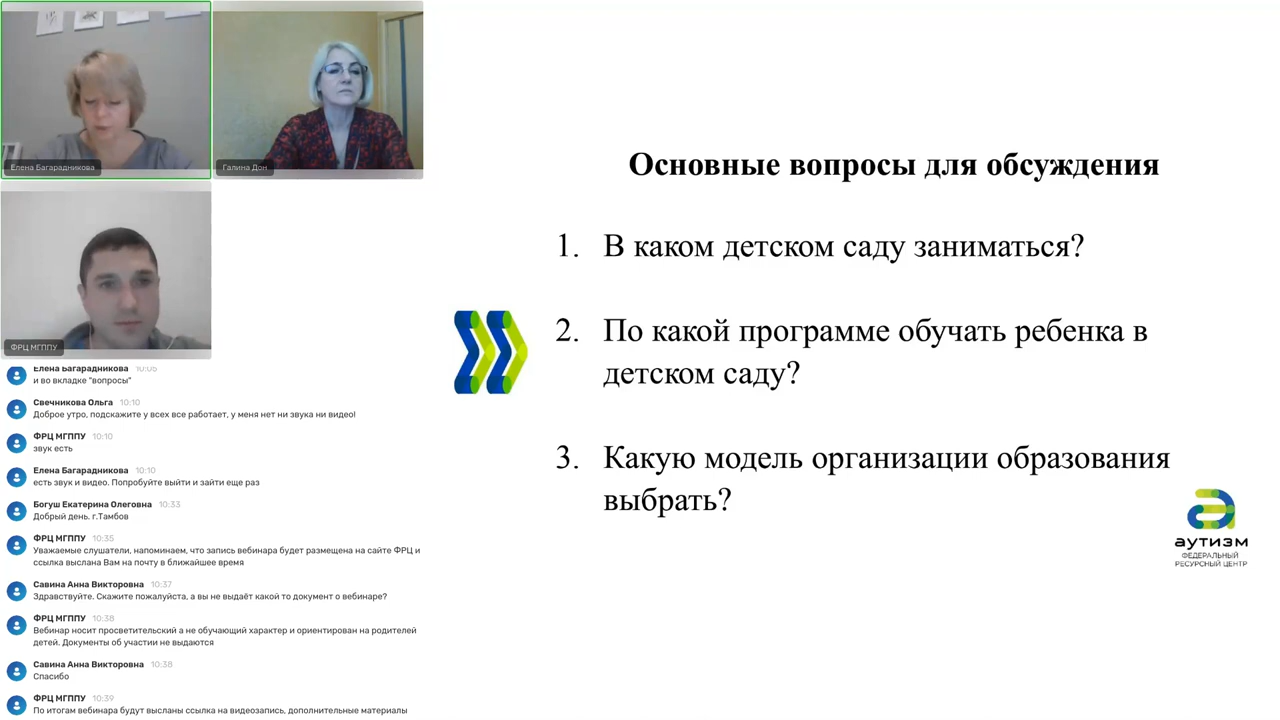 Елена Багарадникова
Галина Дон
ФРЦ МГППУ
Елена Багарадникова 10:06
и во вкладке "вопросы"
Свечникова Ольга 10:10
Доброе утро, подскажите у всех все работает, у меня нет ни звука ни видео!
ФРЦ МГППУ 10:10
звук есть
Елена Багарадникова 10:10
есть звук и видео. Попробуйте выйти и зайти еще раз
Богуш Екатерина Олеговна 10:33
Добрый день. г.Тамбов
ФРЦ МГППУ 10:35
Уважаемые слушатели, напоминаем, что запись вебинара будет размещена на сайте ФРЦ и
ссылка выслана Вам на почту в ближайшее время
Савина Анна Викторовна 10:37
Здравствуйте. Скажите пожалуйста, а вы не выдаёт какой то документ о вебинаре?
ФРЦ МГППУ 10:38
Вебинар носит просветительский а не обучающий характер и ориентирован на родителей
детей. Документы об участии не выдаются
Савина Анна Викторовна 10:38
Спасибо
ФРЦ МГППУ 10:39
По итогам вебинара будут высланы ссылка на видеозапись, дополнительные материалы
Основные вопросы для обсуждения
1. В каком детском саду заниматься?
2. По какой программе обучать ребенка в
детском саду?
3. Какую модель организации образования
выбрать?
аутизм
ФЕДЕРАЛЬНЫЙ
РЕСУРСНЫЙ ЦЕНТР